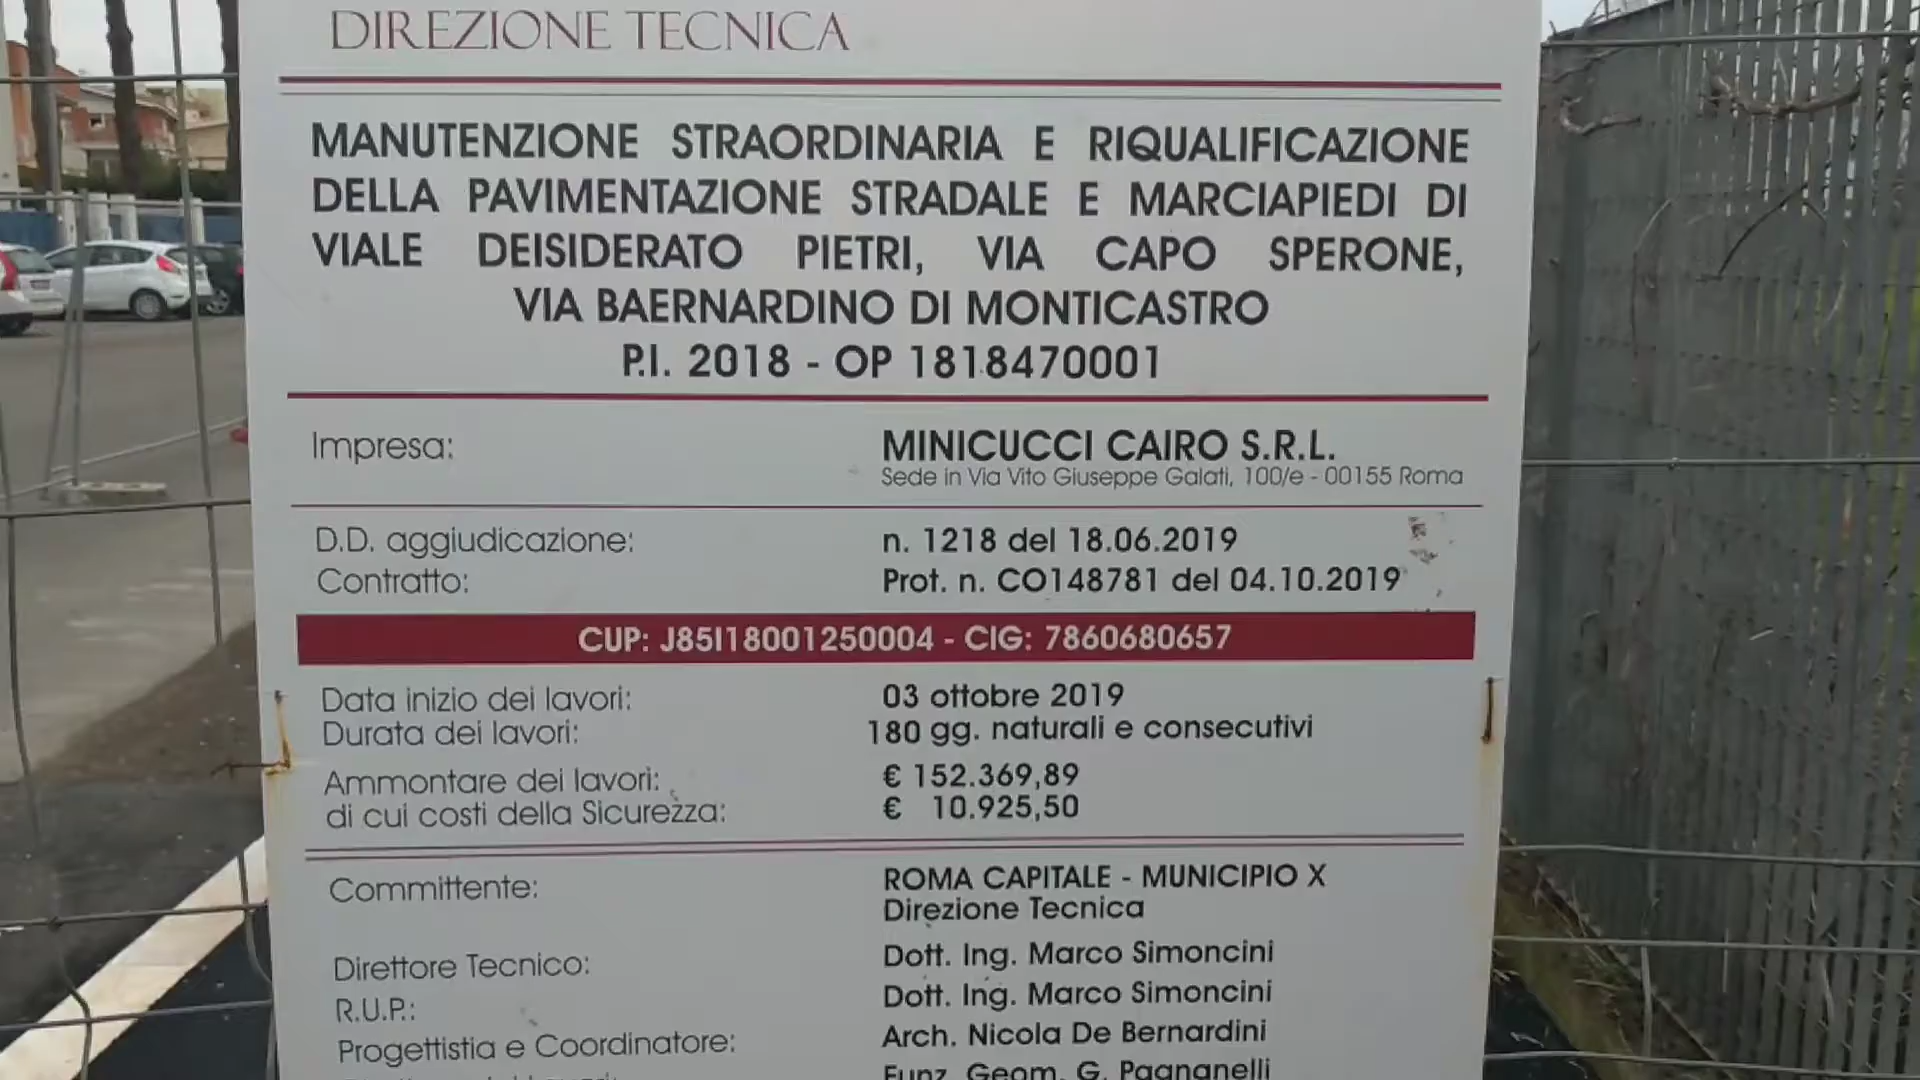 DIREZIONE TECNICA
MANUTENZIONE STRAORDINARIA E RIQUALIFICAZIONE
DELLA PAVIMENTAZIONE STRADALE E MARCIAPIEDI DI
VIALE DEISIDERATO PIETRI, VIA CAPO SPERONE,
VIA BAERNARDINO DI MONTICASTRO
P.I. 2018 - OP 1818470001
Impresa: MINICUCCI CAIRO S.R.L.
Sede in Via Vito Giuseppe Galati, 100/e - 00155 Roma
D.D. aggiudicazione: n. 1218 del 18.06.2019
Contratto: Prot. n. CO148781 del 04.10.2019
CUP: J85I18001250004 - CIG: 7860680657
Data inizio dei lavori: 03 ottobre 2019
Durata dei lavori: 180 gg. naturali e consecutivi
Ammontare dei lavori: € 152.369,89
di cui costi della Sicurezza: € 10.925,50
Committente: ROMA CAPITALE - MUNICIPIO X
Direzione Tecnica
Direttore Tecnico: Dott. Ing. Marco Simoncini
R.U.P.: Dott. Ing. Marco Simoncini
Progettistia e Coordinatore: Arch. Nicola De Bernardini
Funz. Geom. G. Pagnanelli